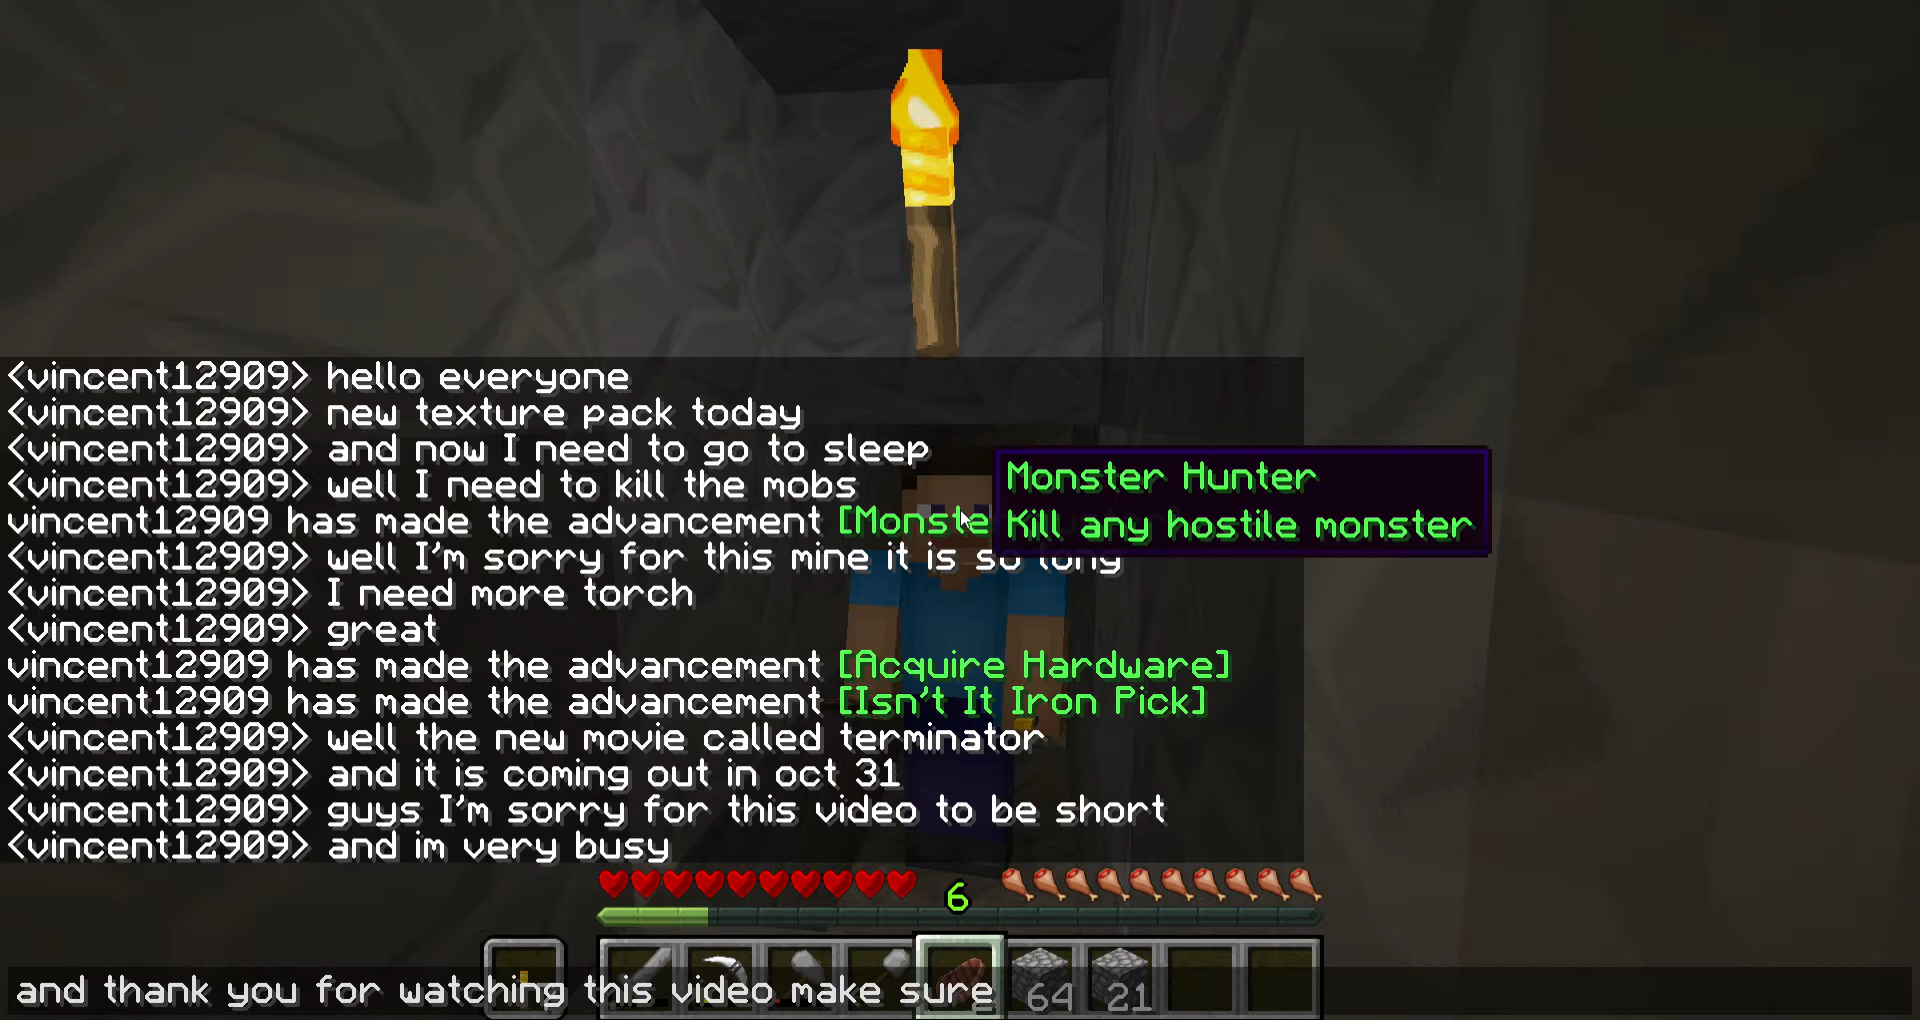 <vincent12909> hello everyone
<vincent12909> new texture pack today
<vincent12909> and now I need to go to sleep
<vincent12909> well I need to kill the mobs
vincent12909 has made the advancement [Monste
Monster Hunter
Kill any hostile monster
<vincent12909> well I'm sorry for this mine it is so long
<vincent12909> I need more torch
<vincent12909> great
vincent12909 has made the advancement [Acquire Hardware]
vincent12909 has made the advancement [Isn't It Iron Pick]
<vincent12909> well the new movie called terminator
<vincent12909> and it is coming out in oct 31
<vincent12909> guys I'm sorry for this video to be short
<vincent12909> and im very busy
6
and thank you for watching this video make sure
64 21